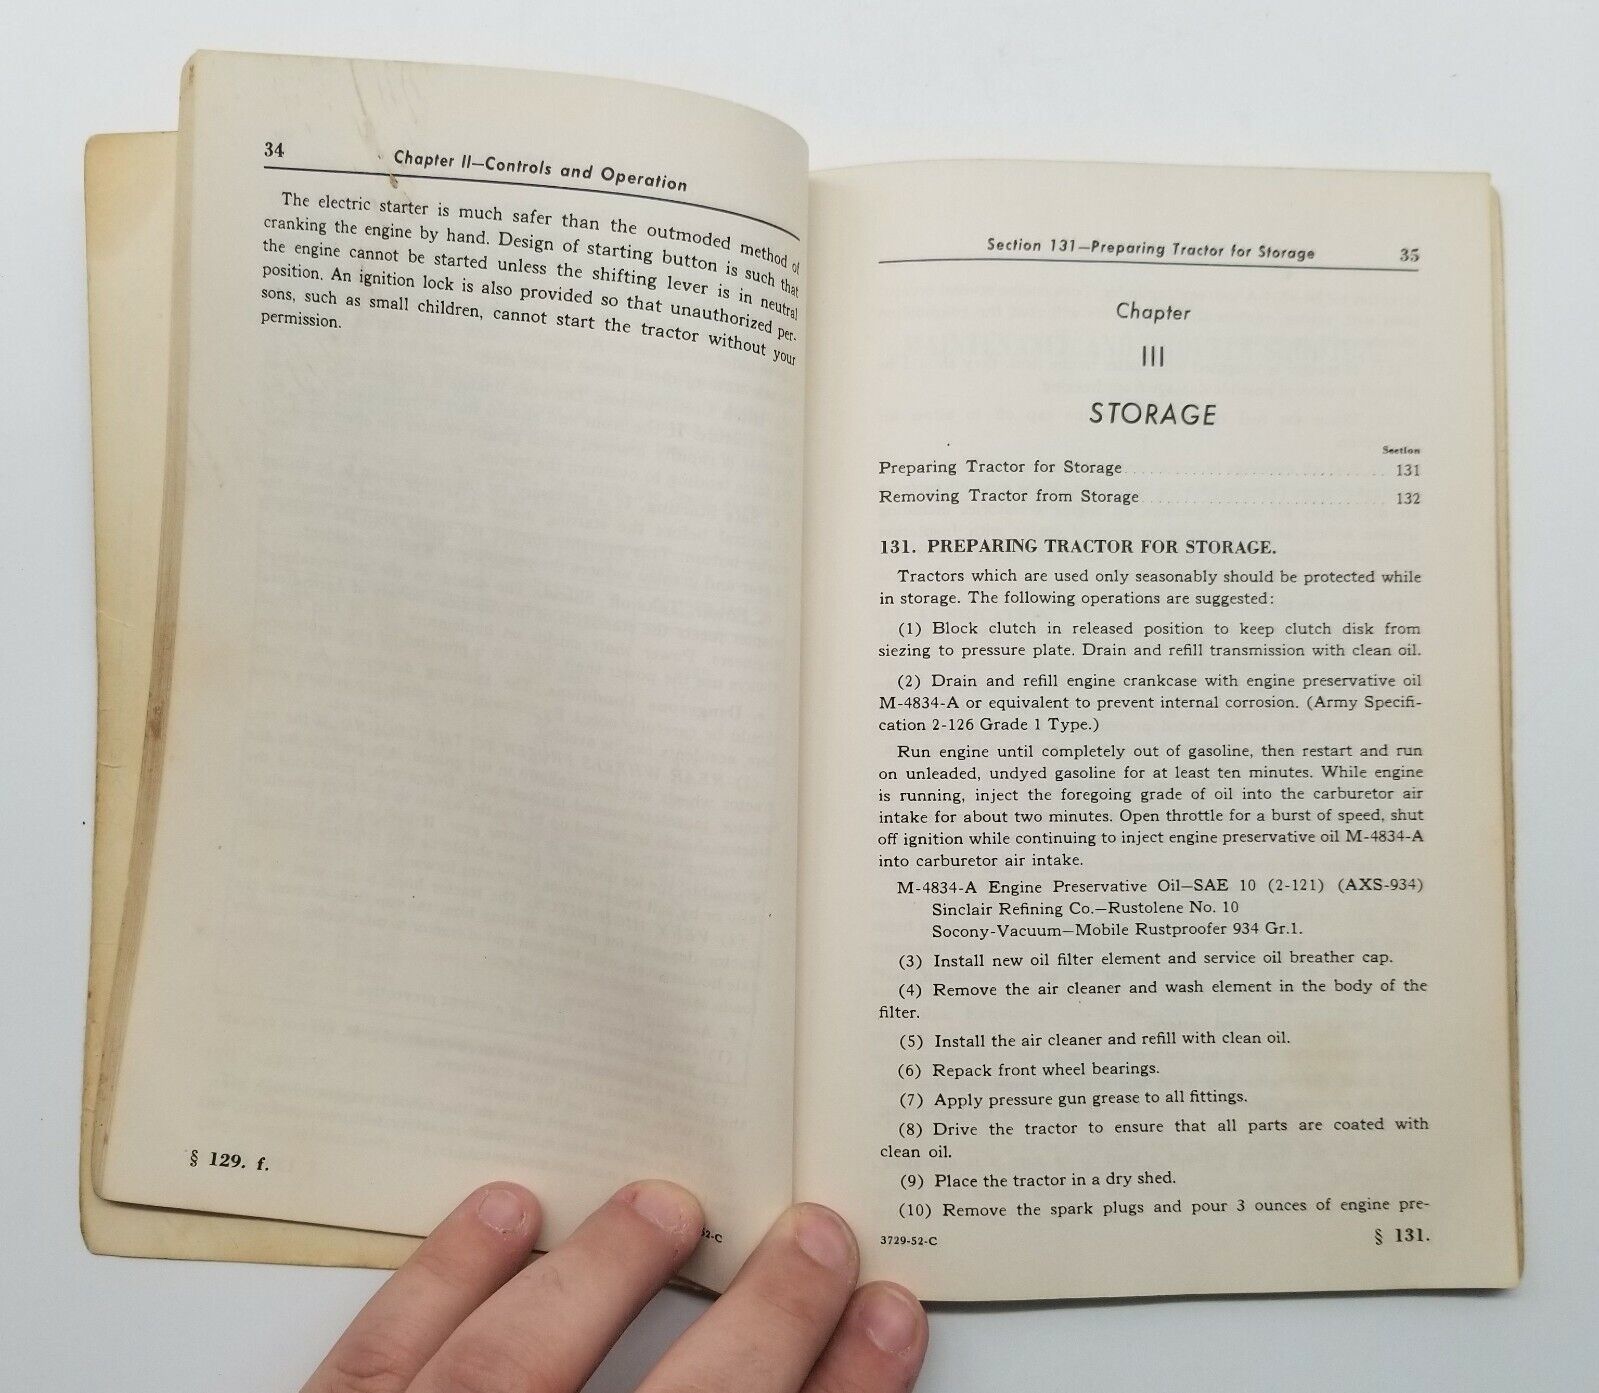 34
Chapter II—Controls and Operation
The electric starter is much safer than the outmoded method of
cranking the engine by hand. Design of starting button is such that
the engine cannot be started unless the shifting lever is in neutral
position. An ignition lock is also provided so that unauthorized per-
sons, such as small children, cannot start the tractor without your
permission.
§ 129. f.
52-C
Section 131—Preparing Tractor for Storage 35
Chapter
III
STORAGE
Section
Preparing Tractor for Storage 131
Removing Tractor from Storage 132
131. PREPARING TRACTOR FOR STORAGE.
Tractors which are used only seasonably should be protected while
in storage. The following operations are suggested:
(1) Block clutch in released position to keep clutch disk from
siezing to pressure plate. Drain and refill transmission with clean oil.
(2) Drain and refill engine crankcase with engine preservative oil
M-4834-A or equivalent to prevent internal corrosion. (Army Specifi-
cation 2-126 Grade 1 Type.)
Run engine until completely out of gasoline, then restart and run
on unleaded, undyed gasoline for at least ten minutes. While engine
is running, inject the foregoing grade of oil into the carburetor air
intake for about two minutes. Open throttle for a burst of speed, shut
off ignition while continuing to inject engine preservative oil M-4834-A
into carburetor air intake.
M-4834-A Engine Preservative Oil—SAE 10 (2-121) (AXS-934)
Sinclair Refining Co.—Rustolene No. 10
Socony-Vacuum—Mobile Rustproofer 934 Gr.1.
(3) Install new oil filter element and service oil breather cap.
(4) Remove the air cleaner and wash element in the body of the
filter.
(5) Install the air cleaner and refill with clean oil.
(6) Repack front wheel bearings.
(7) Apply pressure gun grease to all fittings.
(8) Drive the tractor to ensure that all parts are coated with
clean oil.
(9) Place the tractor in a dry shed.
(10) Remove the spark plugs and pour 3 ounces of engine pre-
3729-52-C § 131.